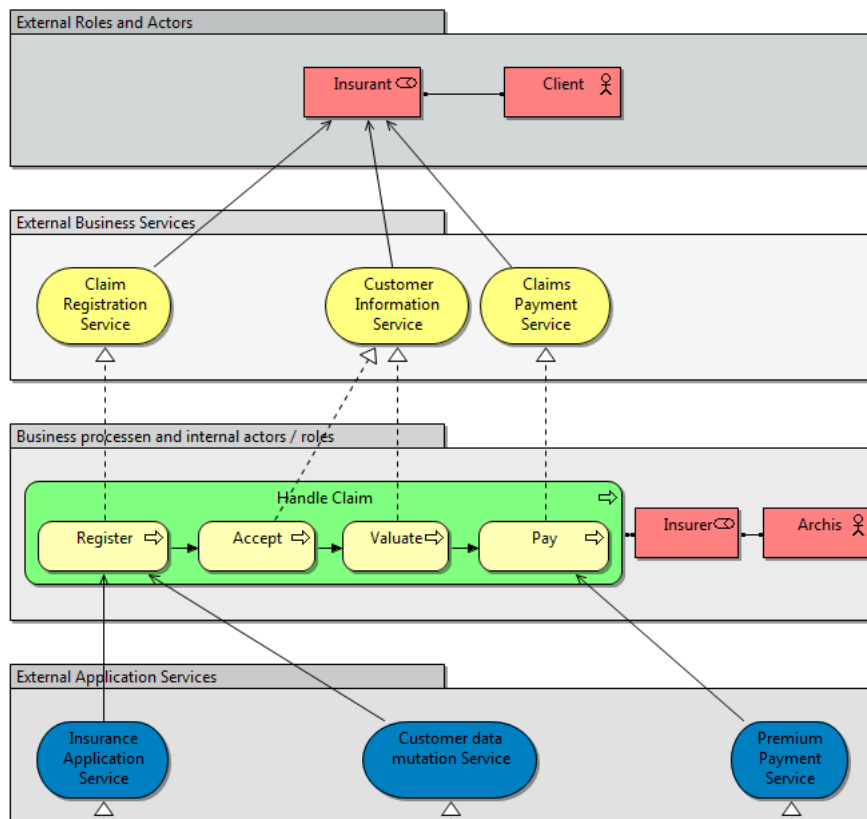 External Roles and Actors
Insurant
Client
External Business Services
Claim
Registration
Service
Customer
Information
Service
Claims
Payment
Service
Business processen and internal actors / roles
Handle Claim
Register
Accept
Valuate
Pay
Insurer
Archis
External Application Services
Insurance
Application
Service
Customer data
mutation Service
Premium
Payment
Service